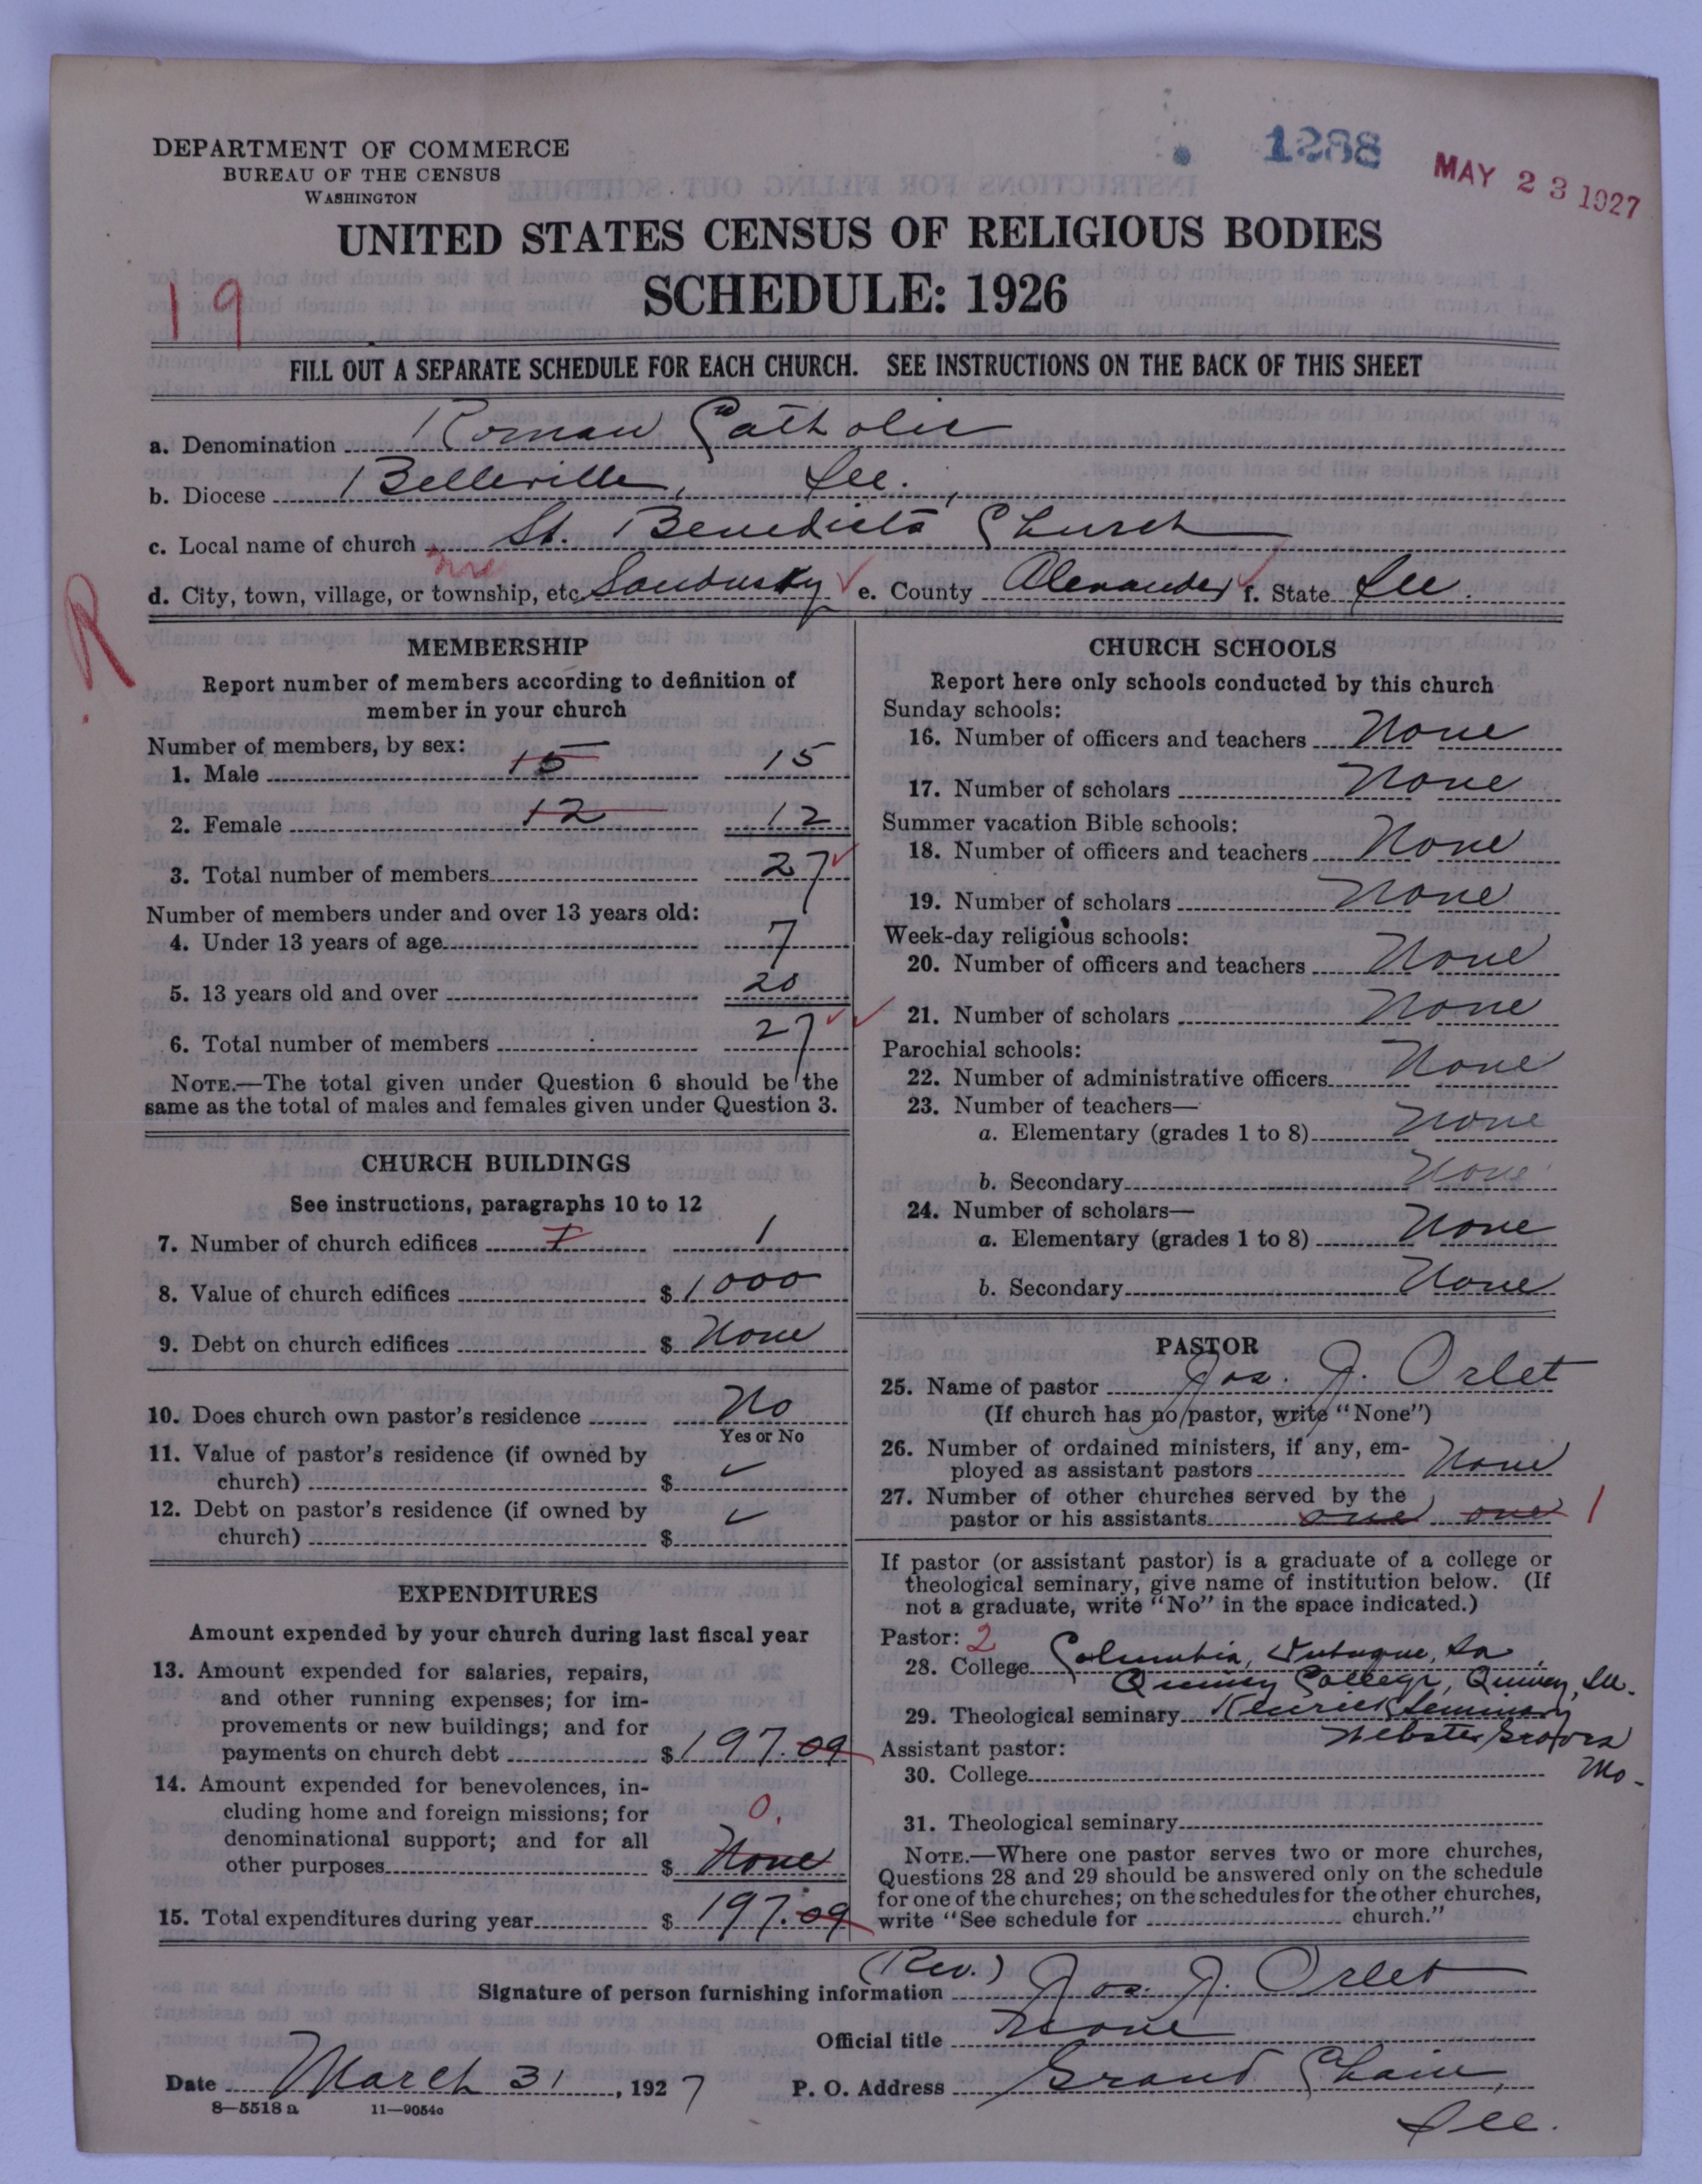 DEPARTMENT OF COMMERCE
BUREAU OF THE CENSUS
WASHINGTON
1288
MAY 23 1927
UNITED STATES CENSUS OF RELIGIOUS BODIES
SCHEDULE: 1926
19
FILL OUT A SEPARATE SCHEDULE FOR EACH CHURCH. SEE INSTRUCTIONS ON THE BACK OF THIS SHEET
a. Denomination Roman Catholic
b. Diocese Belleville, Ill.,
c. Local name of church St. Benedicts Church
d. City, town, village, or township, etc Sandusky e. County Alexander f. State Ill.
R
MEMBERSHIP
Report number of members according to definition of
member in your church
Number of members, by sex:
1. Male 15 15
2. Female 12 12
3. Total number of members 27
Number of members under and over 13 years old:
4. Under 13 years of age 7
5. 13 years old and over 20
6. Total number of members 27
NOTE.—The total given under Question 6 should be the
same as the total of males and females given under Question 3.
CHURCH BUILDINGS
See instructions, paragraphs 10 to 12
7. Number of church edifices 1 1
8. Value of church edifices $ 1000
9. Debt on church edifices $ None
10. Does church own pastor's residence No
Yes or No
11. Value of pastor's residence (if owned by
church) $ ✓
12. Debt on pastor's residence (if owned by
church) $ ✓
EXPENDITURES
Amount expended by your church during last fiscal year
13. Amount expended for salaries, repairs,
and other running expenses; for im-
provements or new buildings; and for
payments on church debt $ 197.09
14. Amount expended for benevolences, in-
cluding home and foreign missions; for 0.
denominational support; and for all
other purposes $ None
15. Total expenditures during year $ 197.09
CHURCH SCHOOLS
Report here only schools conducted by this church
Sunday schools:
16. Number of officers and teachers None
17. Number of scholars None
Summer vacation Bible schools:
18. Number of officers and teachers None
19. Number of scholars None
Week-day religious schools:
20. Number of officers and teachers None
21. Number of scholars None
Parochial schools:
22. Number of administrative officers None
23. Number of teachers—
a. Elementary (grades 1 to 8) None
b. Secondary None
24. Number of scholars—
a. Elementary (grades 1 to 8) None
b. Secondary None
PASTOR
25. Name of pastor Jos. J. Orlet
(If church has no pastor, write "None")
26. Number of ordained ministers, if any, em-
ployed as assistant pastors None
27. Number of other churches served by the
pastor or his assistants one one 1
If pastor (or assistant pastor) is a graduate of a college or
theological seminary, give name of institution below. (If
not a graduate, write "No" in the space indicated.)
Pastor: 2
28. College Columbia, Dubuque, Ia.
Quincy College, Quincy, Ill.
29. Theological seminary Kenrick Seminary
Webster Groves
Mo.
Assistant pastor:
30. College
31. Theological seminary
NOTE.—Where one pastor serves two or more churches,
Questions 28 and 29 should be answered only on the schedule
for one of the churches; on the schedules for the other churches,
write "See schedule for church."
Signature of person furnishing information (Rev.) Jos. J. Orlet
Official title None
Date March 31, 1927 P. O. Address Grand Chain,
Ill.
8—5518 a 11—9054c